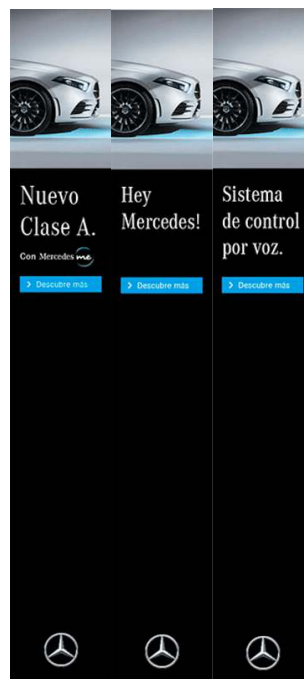 Nuevo
Clase A.
Con Mercedes me
> Descubre más
Hey
Mercedes!
> Descubre más
Sistema
de control
por voz.
> Descubre más